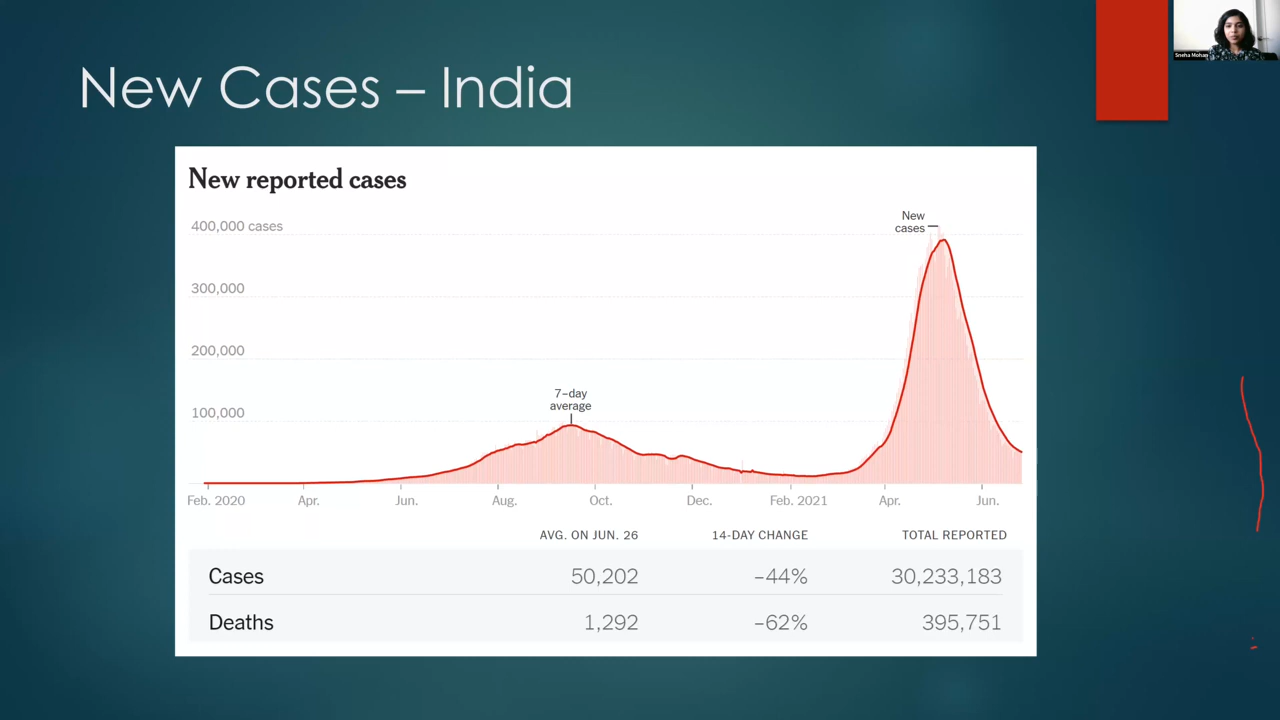 New Cases – India
Sneha Mohan
New reported cases
400,000 cases
300,000
200,000
100,000
New
cases
7–day
average
Feb. 2020 Apr. Jun. Aug. Oct. Dec. Feb. 2021 Apr. Jun.
AVG. ON JUN. 26 14-DAY CHANGE TOTAL REPORTED
Cases 50,202 –44% 30,233,183
Deaths 1,292 –62% 395,751